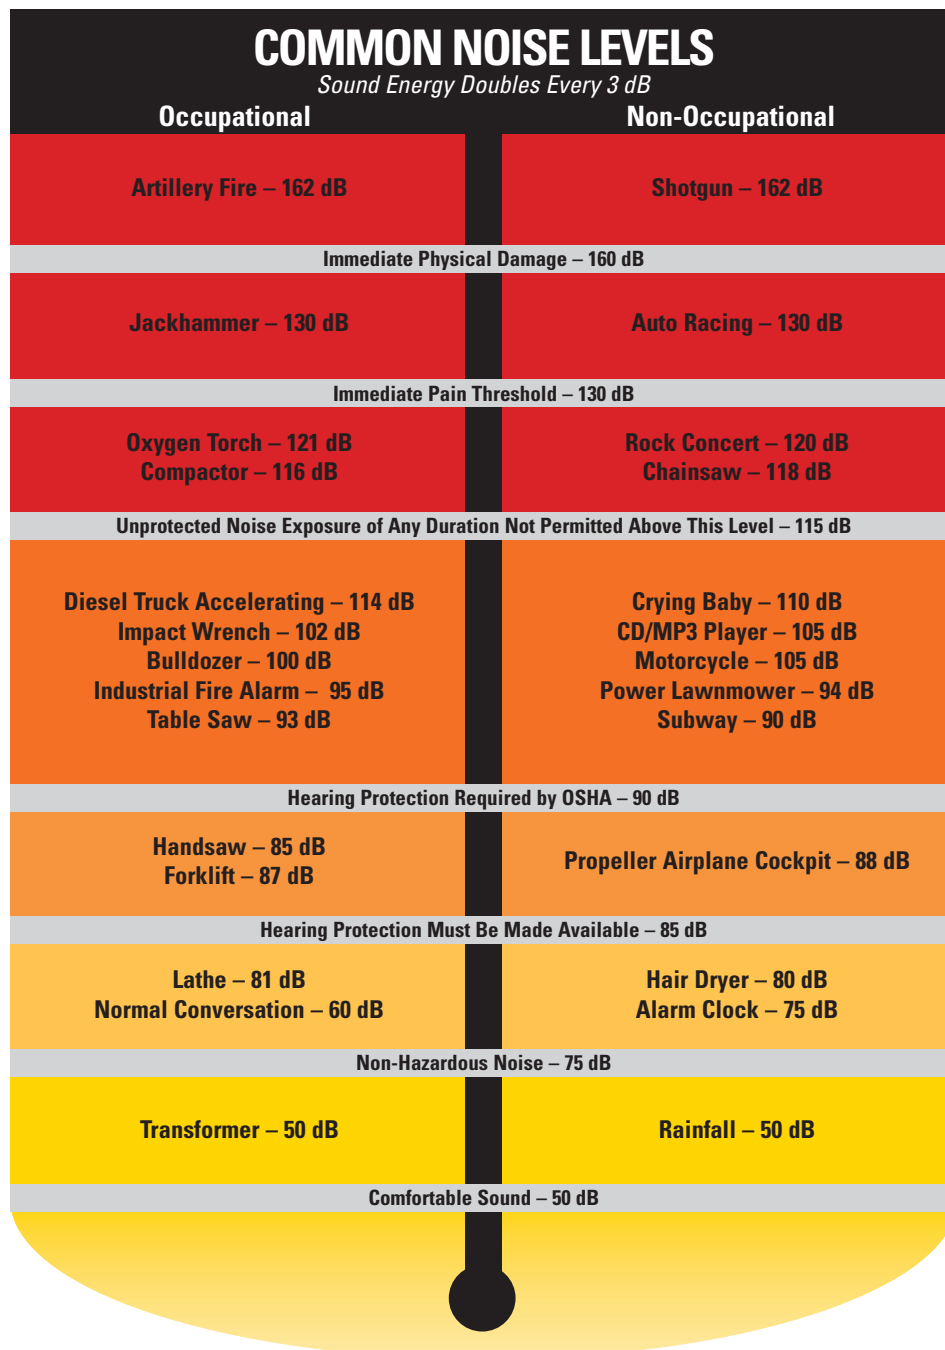 COMMON NOISE LEVELS
Sound Energy Doubles Every 3 dB
Occupational
Non-Occupational
Artillery Fire – 162 dB
Shotgun – 162 dB
Immediate Physical Damage – 160 dB
Jackhammer – 130 dB
Auto Racing – 130 dB
Immediate Pain Threshold – 130 dB
Oxygen Torch – 121 dB
Compactor – 116 dB
Rock Concert – 120 dB
Chainsaw – 118 dB
Unprotected Noise Exposure of Any Duration Not Permitted Above This Level – 115 dB
Diesel Truck Accelerating – 114 dB
Impact Wrench – 102 dB
Bulldozer – 100 dB
Industrial Fire Alarm – 95 dB
Table Saw – 93 dB
Crying Baby – 110 dB
CD/MP3 Player – 105 dB
Motorcycle – 105 dB
Power Lawnmower – 94 dB
Subway – 90 dB
Hearing Protection Required by OSHA – 90 dB
Handsaw – 85 dB
Forklift – 87 dB
Propeller Airplane Cockpit – 88 dB
Hearing Protection Must Be Made Available – 85 dB
Lathe – 81 dB
Normal Conversation – 60 dB
Hair Dryer – 80 dB
Alarm Clock – 75 dB
Non-Hazardous Noise – 75 dB
Transformer – 50 dB
Rainfall – 50 dB
Comfortable Sound – 50 dB